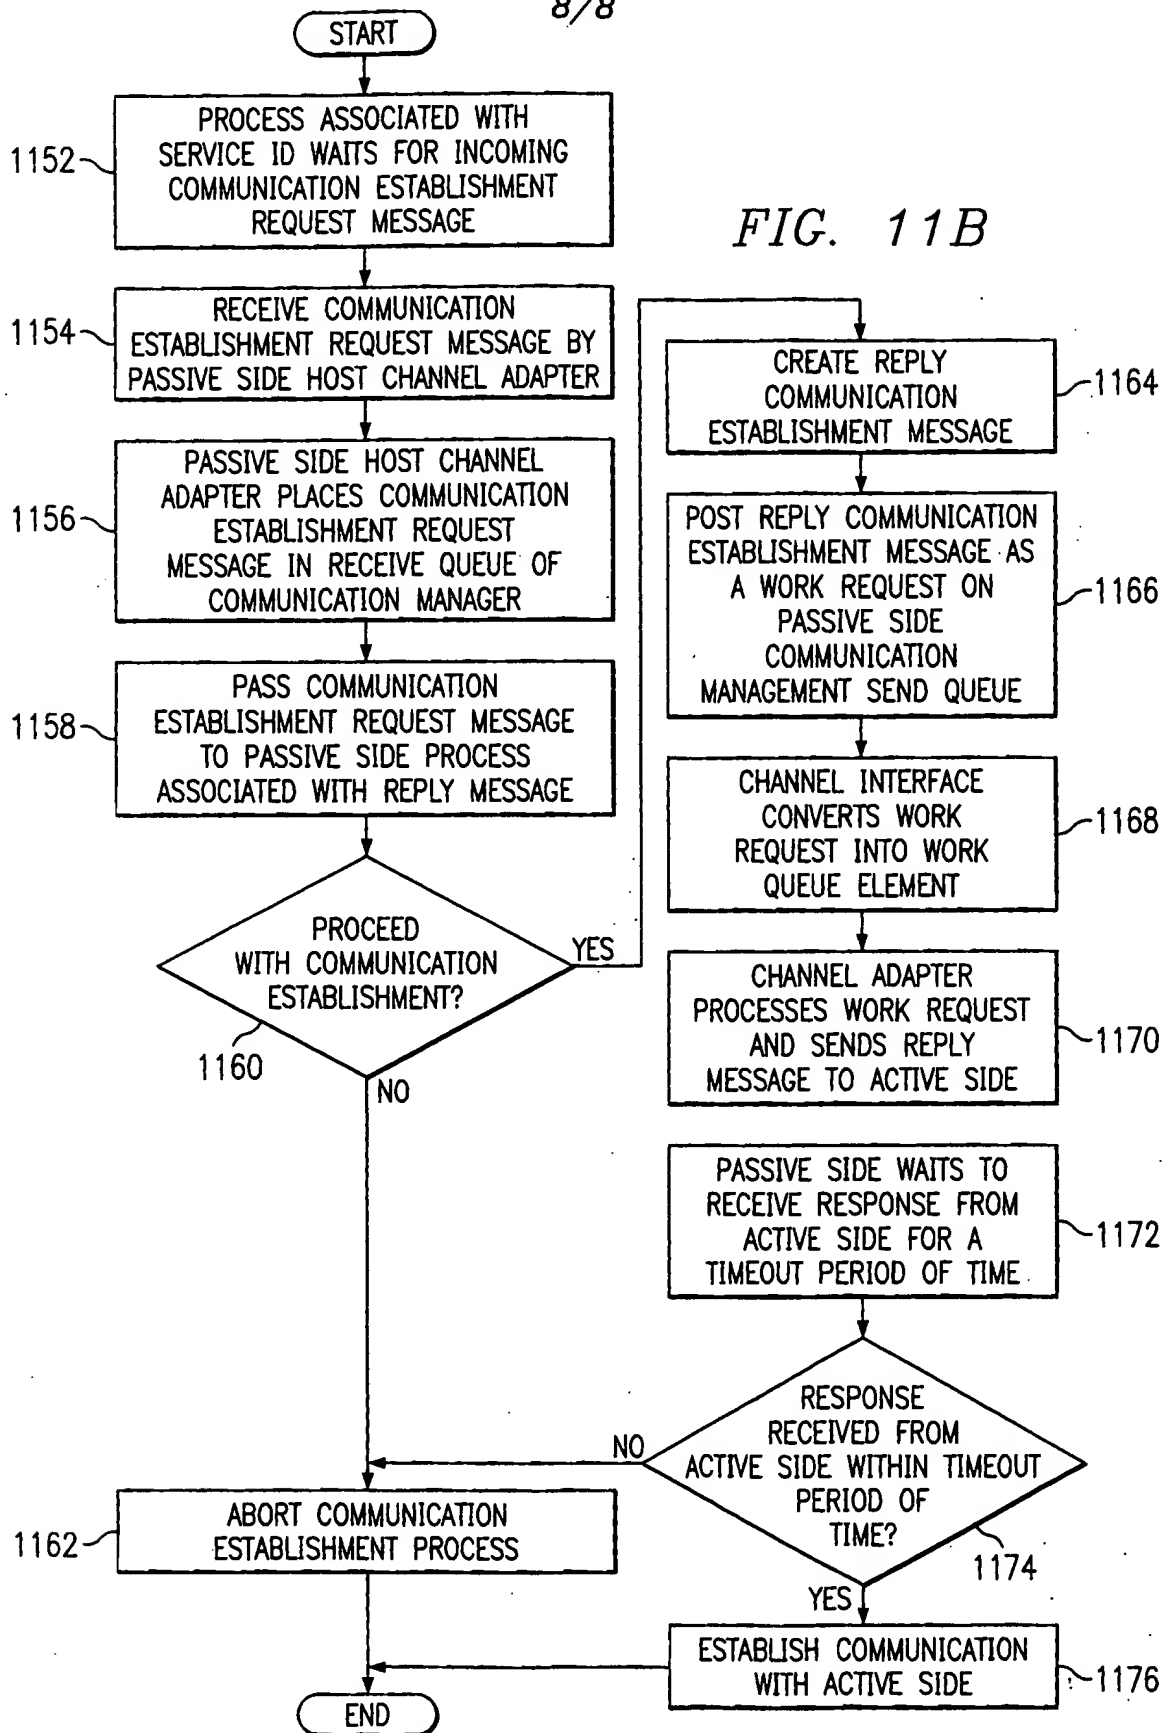 8/8
START
PROCESS ASSOCIATED WITH
SERVICE ID WAITS FOR INCOMING
COMMUNICATION ESTABLISHMENT
REQUEST MESSAGE
1152
FIG. 11B
RECEIVE COMMUNICATION
ESTABLISHMENT REQUEST MESSAGE BY
PASSIVE SIDE HOST CHANNEL ADAPTER
1154
PASSIVE SIDE HOST CHANNEL
ADAPTER PLACES COMMUNICATION
ESTABLISHMENT REQUEST
MESSAGE IN RECEIVE QUEUE OF
COMMUNICATION MANAGER
1156
PASS COMMUNICATION
ESTABLISHMENT REQUEST MESSAGE
TO PASSIVE SIDE PROCESS
ASSOCIATED WITH REPLY MESSAGE
1158
PROCEED
WITH COMMUNICATION
ESTABLISHMENT?
1160
YES
NO
CREATE REPLY
COMMUNICATION
ESTABLISHMENT MESSAGE
1164
POST REPLY COMMUNICATION
ESTABLISHMENT MESSAGE AS
A WORK REQUEST ON
PASSIVE SIDE
COMMUNICATION
MANAGEMENT SEND QUEUE
1166
CHANNEL INTERFACE
CONVERTS WORK
REQUEST INTO WORK
QUEUE ELEMENT
1168
CHANNEL ADAPTER
PROCESSES WORK REQUEST
AND SENDS REPLY
MESSAGE TO ACTIVE SIDE
1170
PASSIVE SIDE WAITS TO
RECEIVE RESPONSE FROM
ACTIVE SIDE FOR A
TIMEOUT PERIOD OF TIME
1172
RESPONSE
RECEIVED FROM
ACTIVE SIDE WITHIN TIMEOUT
PERIOD OF
TIME?
1174
NO
YES
ABORT COMMUNICATION
ESTABLISHMENT PROCESS
1162
ESTABLISH COMMUNICATION
WITH ACTIVE SIDE
1176
END